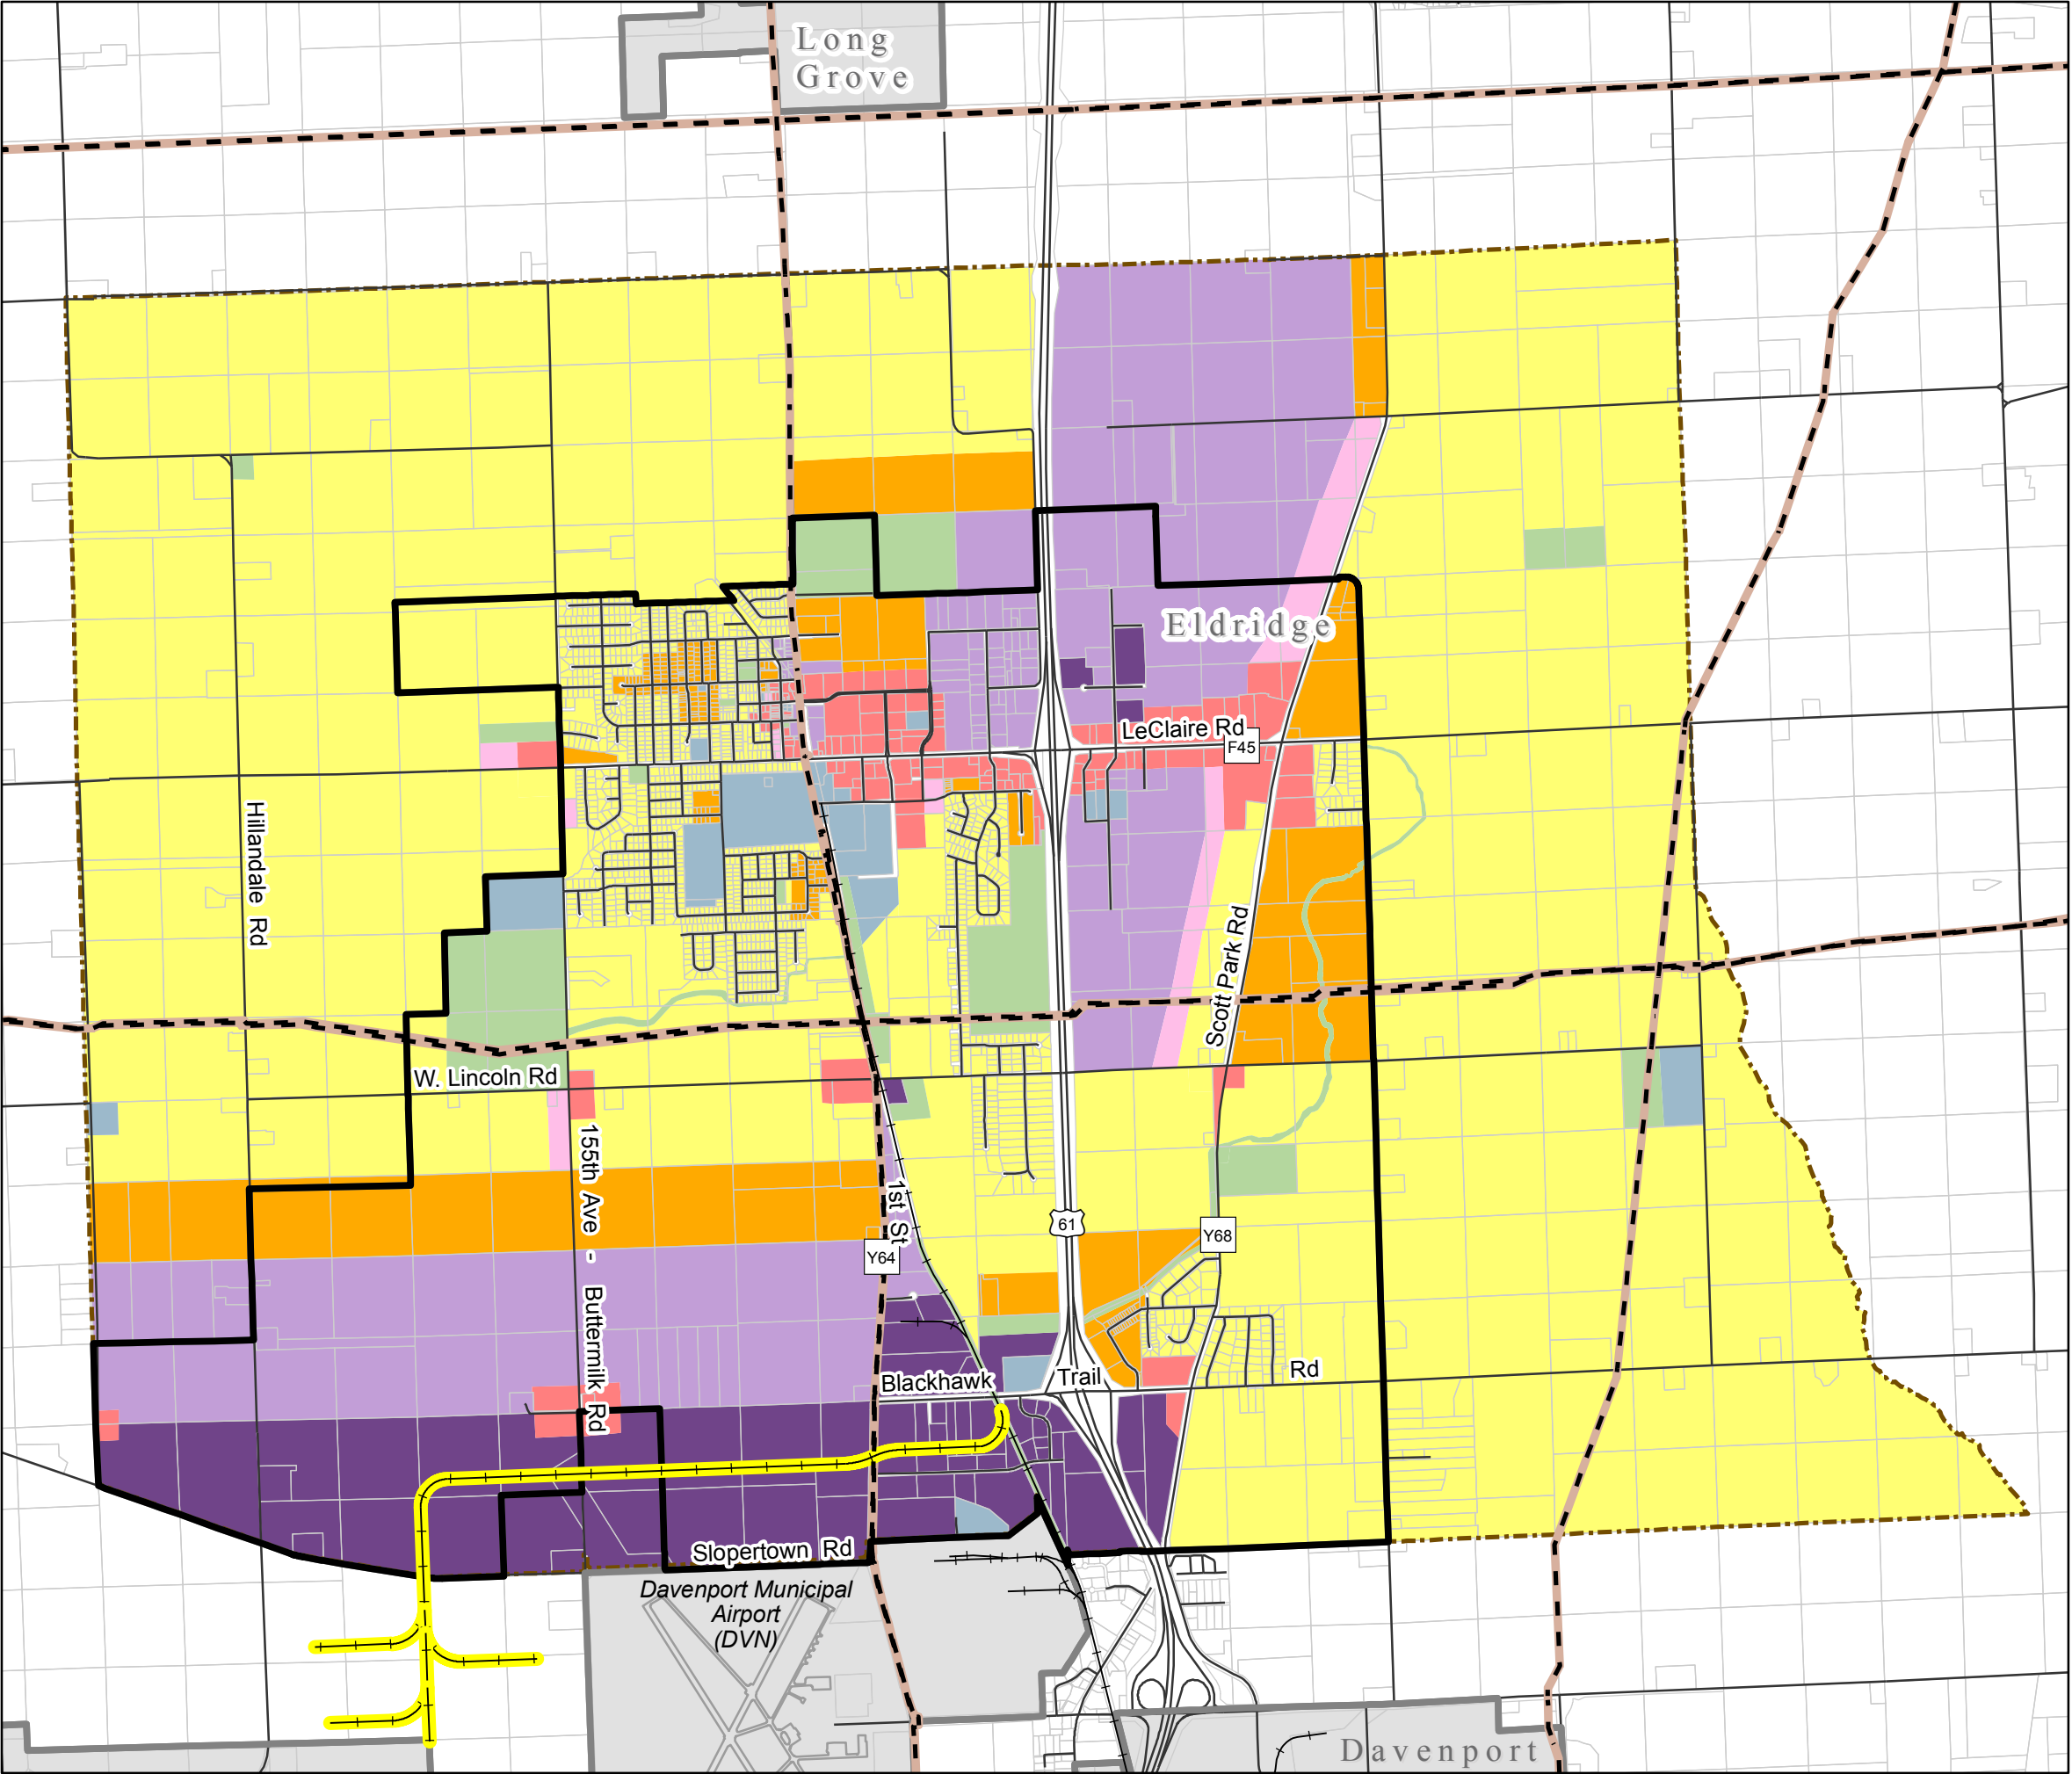 Long
Grove
Eldridge
LeClaire Rd
F45
Hillandale Rd
Scott Park Rd
W. Lincoln Rd
155th Ave - Buttermilk Rd
1st St
61
Y68
Y64
Blackhawk Trail Rd
Slopertown Rd
Davenport Municipal
Airport
(DVN)
Davenport